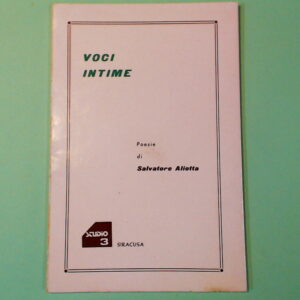 VOCI
INTIME
Poesie
di
Salvatore Aliotta
STUDIO
3
SIRACUSA